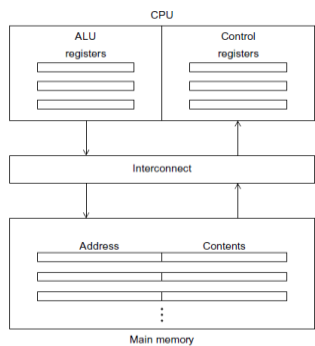 CPU
ALU Control
registers registers
Interconnect
Address Contents
Main memory